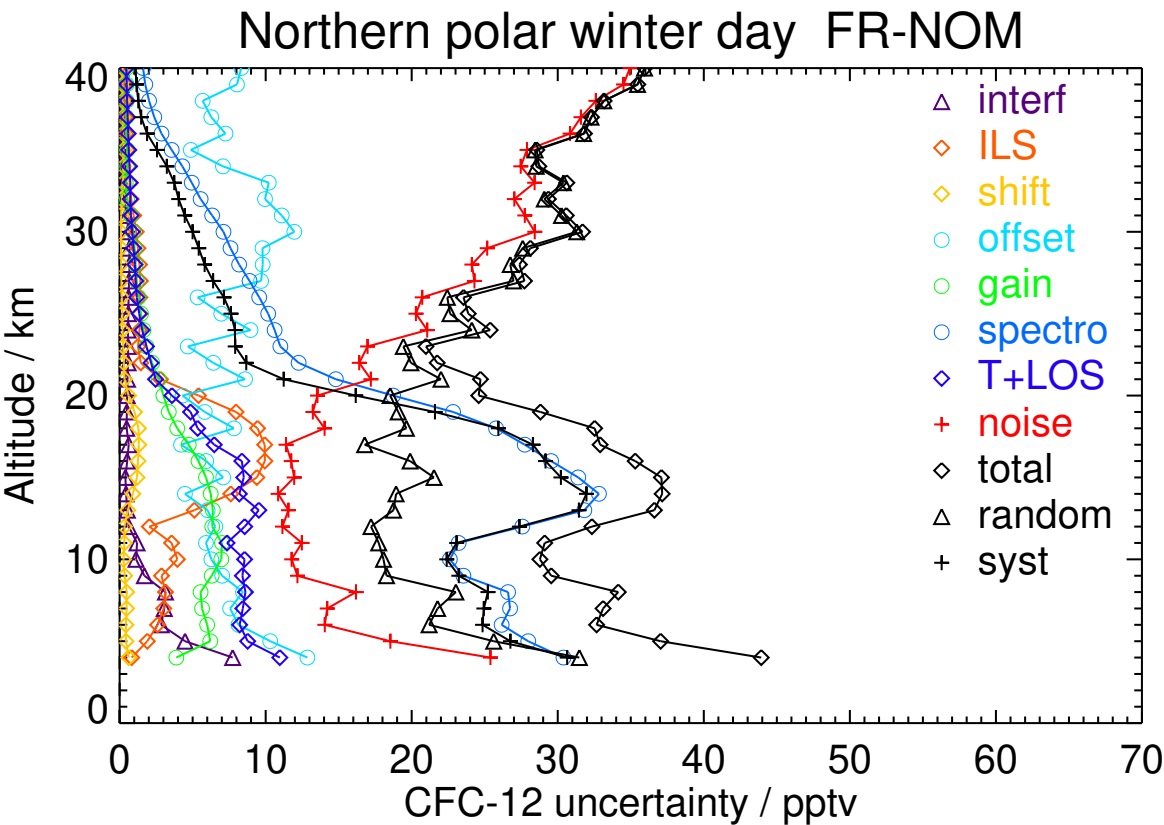 Northern polar winter day FR-NOM
40
30
20
10
0
Altitude / km
interf
ILS
shift
offset
gain
spectro
T+LOS
noise
total
random
syst
0 10 20 30 40 50 60 70
CFC-12 uncertainty / pptv